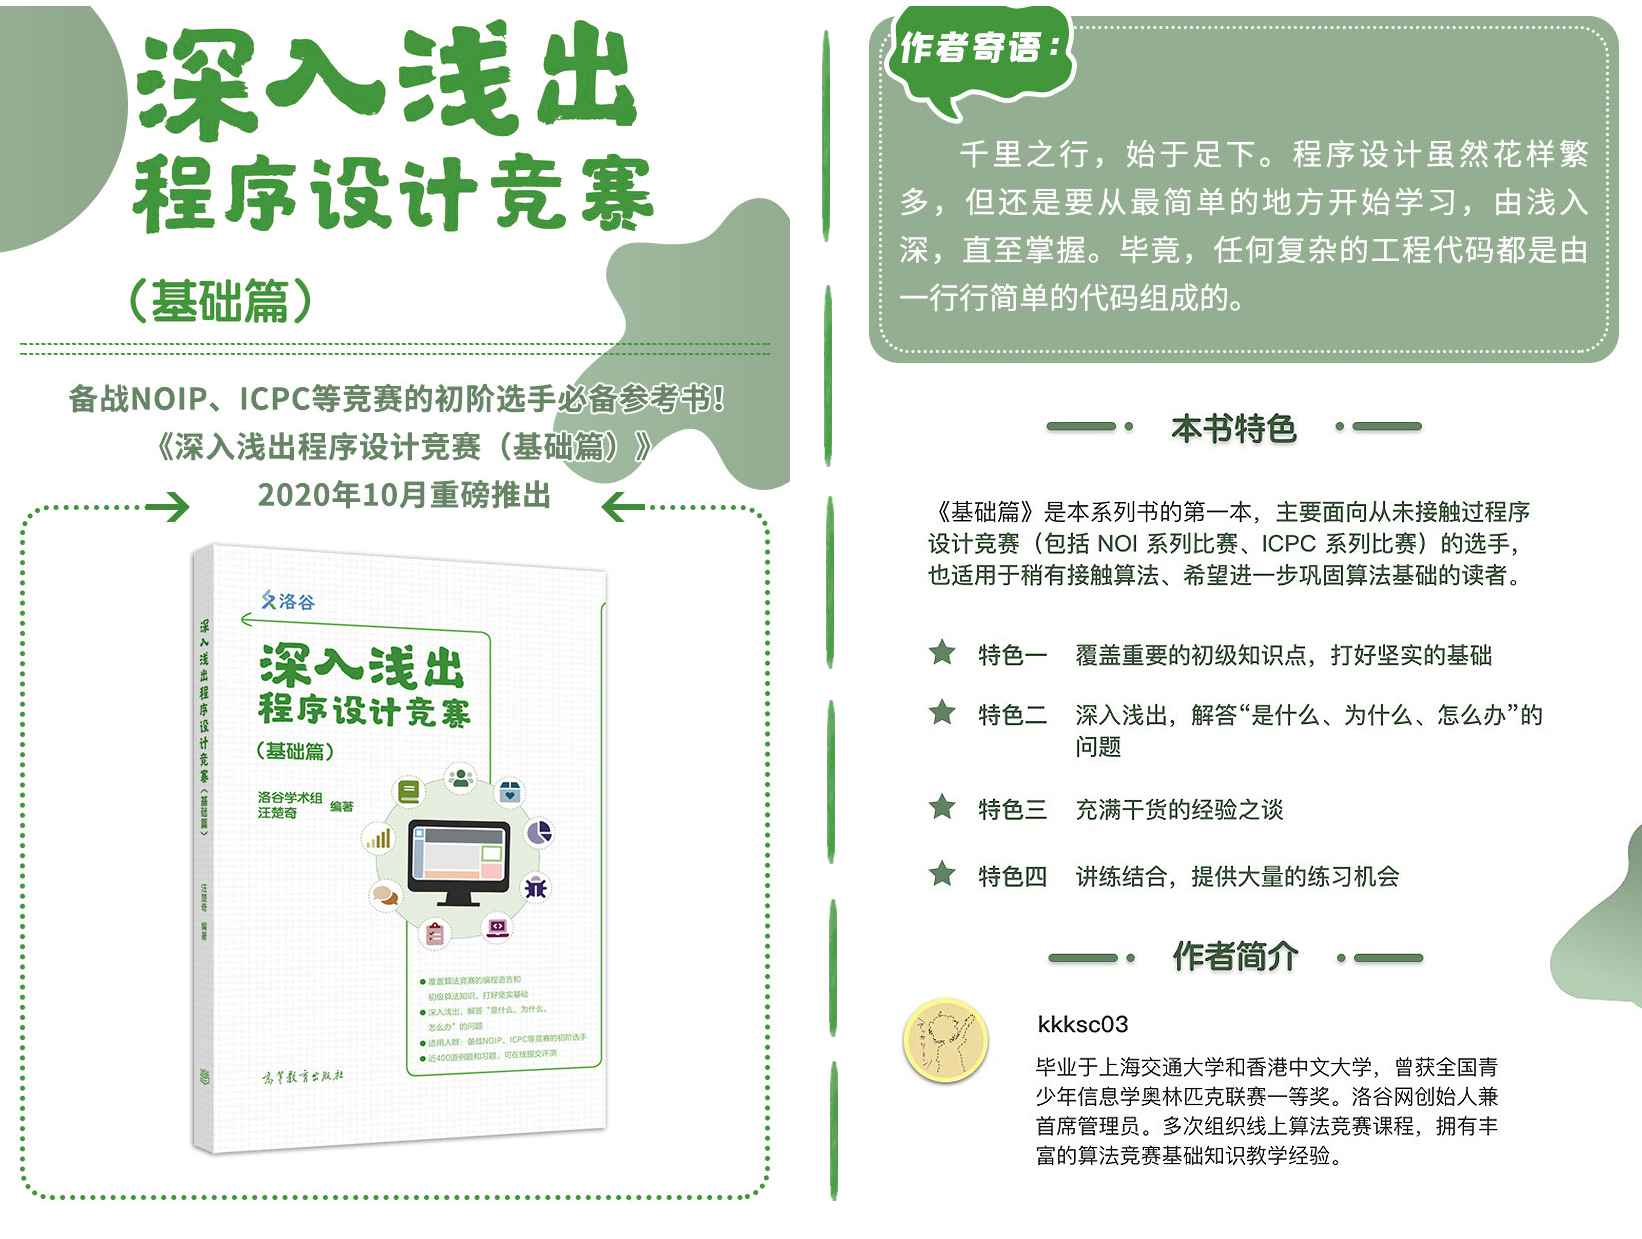 深入浅出
程序设计竞赛
（基础篇）
备战NOIP、ICPC等竞赛的初阶选手必备参考书！
《深入浅出程序设计竞赛（基础篇）》
2020年10月重磅推出
深入浅出程序设计竞赛（基础篇）
汪楚奇 编著
洛谷
深入浅出
程序设计竞赛
（基础篇）
洛谷学术组
汪楚奇
编著
覆盖算法竞赛的编程语言和
初级算法知识，打好坚实基础
深入浅出，解答“是什么、为什么、
怎么办”的问题
适用人群：备战NOIP、ICPC等竞赛的初阶选手
近400道例题和习题，可在线提交评测
高等教育出版社
作者寄语：
千里之行，始于足下。程序设计虽然花样繁
多，但还是要从最简单的地方开始学习，由浅入
深，直至掌握。毕竟，任何复杂的工程代码都是由
一行行简单的代码组成的。
本书特色
《基础篇》是本系列书的第一本，主要面向从未接触过程序
设计竞赛（包括 NOI 系列比赛、ICPC 系列比赛）的选手，
也适用于稍有接触算法、希望进一步巩固算法基础的读者。
特色一 覆盖重要的初级知识点，打好坚实的基础
特色二 深入浅出，解答“是什么、为什么、怎么办”的
问题
特色三 充满干货的经验之谈
特色四 讲练结合，提供大量的练习机会
作者简介
kkksc03
毕业于上海交通大学和香港中文大学，曾获全国青
少年信息学奥林匹克联赛一等奖。洛谷网创始人兼
首席管理员。多次组织线上算法竞赛课程，拥有丰
富的算法竞赛基础知识教学经验。